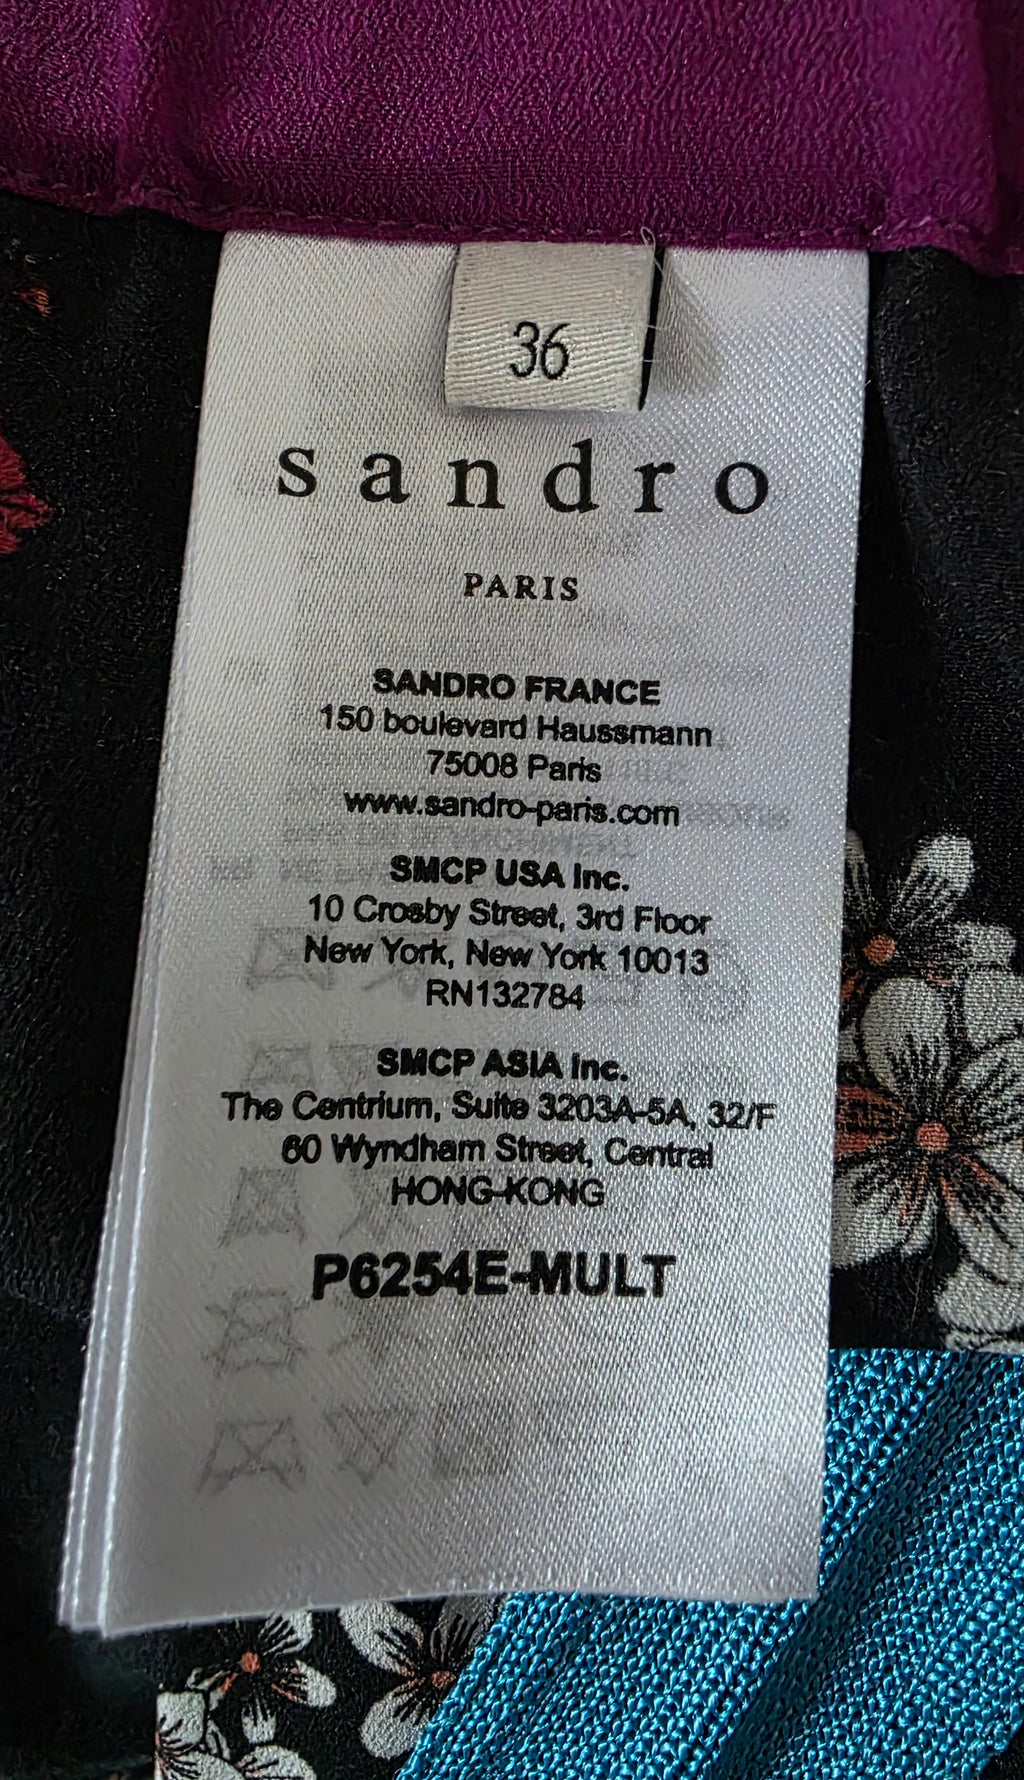 36
sandro
PARIS
SANDRO FRANCE
150 boulevard Haussmann
75008 Paris
www.sandro-paris.com
SMCP USA Inc.
10 Crosby Street, 3rd Floor
New York, New York 10013
RN132784
SMCP ASIA Inc.
The Centrium, Suite 3203A-5A, 32/F
60 Wyndham Street, Central
HONG-KONG
P6254E-MULT